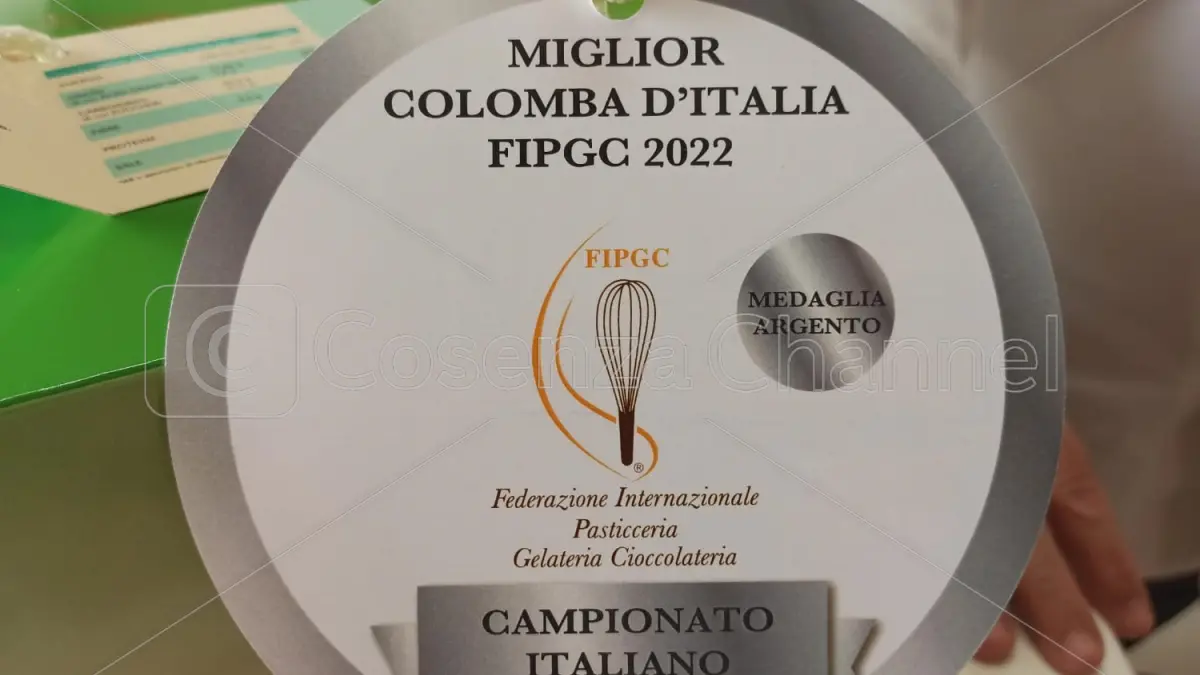 MIGLIOR
COLOMBA D'ITALIA
FIPGC 2022
FIPGC
MEDAGLIA
ARGENTO
®
Federazione Internazionale
Pasticceria
Gelateria Cioccolateria
CAMPIONATO
ITALIANO
© Cosenza Channel